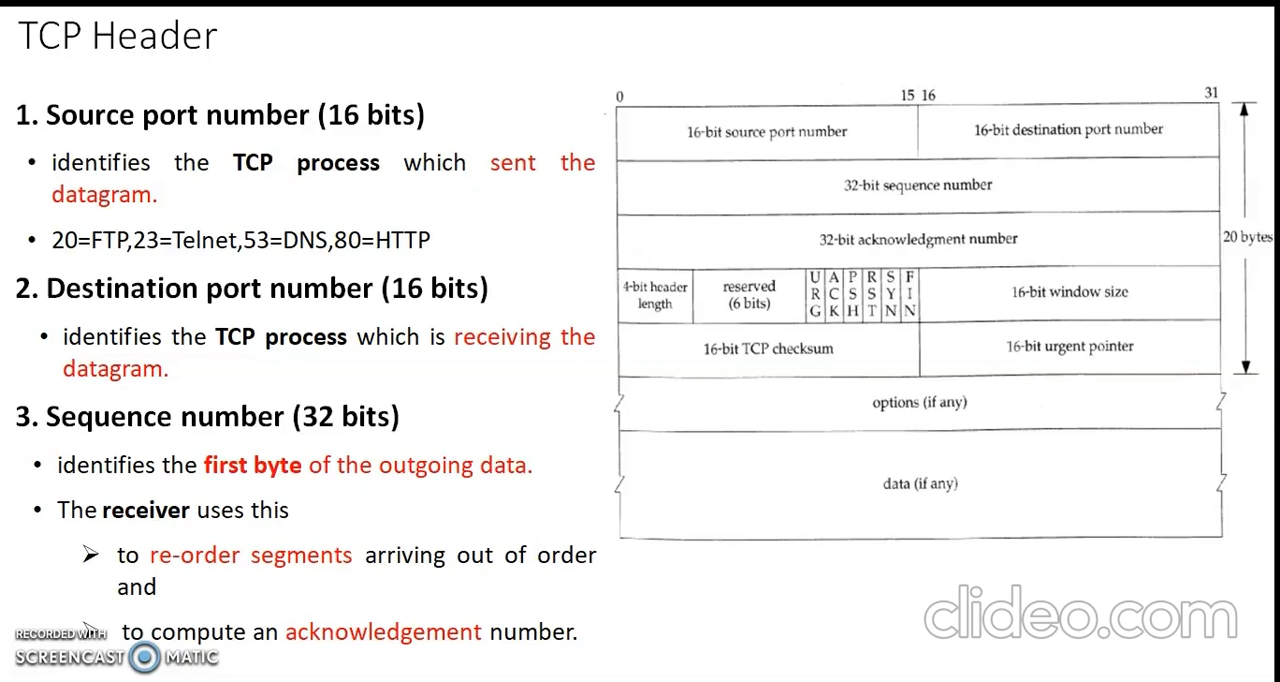 TCP Header
1. Source port number (16 bits)
• identifies the TCP process which sent the
datagram.
• 20=FTP,23=Telnet,53=DNS,80=HTTP
2. Destination port number (16 bits)
• identifies the TCP process which is receiving the
datagram.
3. Sequence number (32 bits)
• identifies the first byte of the outgoing data.
• The receiver uses this
➢ to re-order segments arriving out of order
and
➢ to compute an acknowledgement number.
0 15 16 31
16-bit source port number 16-bit destination port number
32-bit sequence number
32-bit acknowledgment number
20 bytes
4-bit header
length
reserved
(6 bits)
URG ACK PSH RST SYN FIN
16-bit window size
16-bit TCP checksum 16-bit urgent pointer
options (if any)
data (if any)
RECORDED WITH
SCREENCAST MATIC
clideo.com